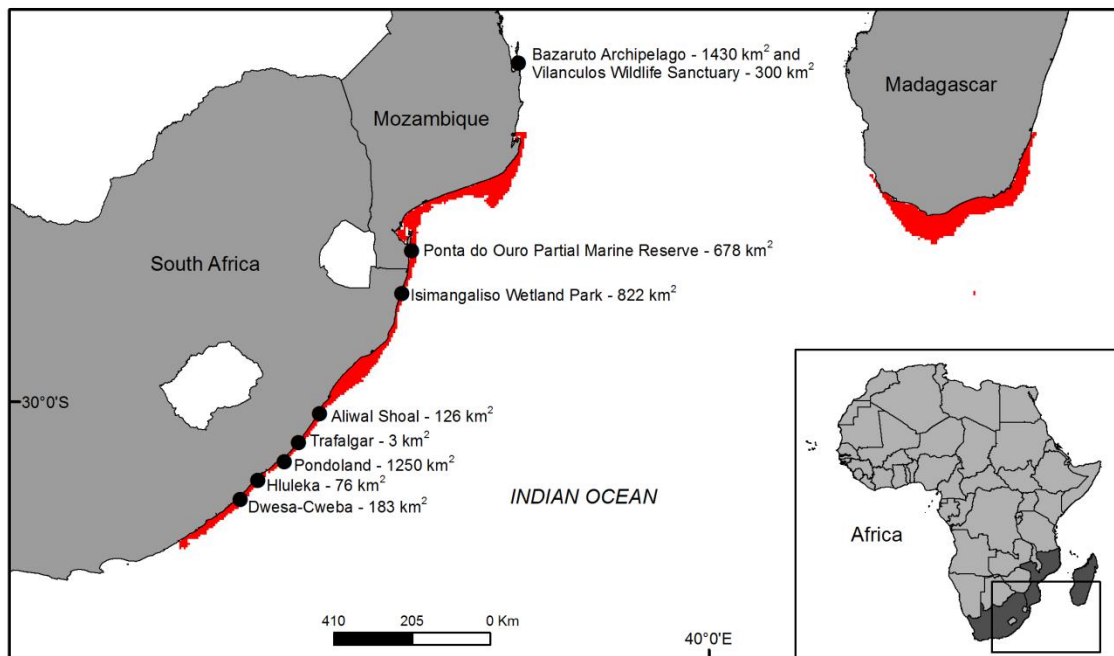 Bazaruto Archipelago - 1430 km² and
Vilanculos Wildlife Sanctuary - 300 km²
Madagascar
Mozambique
South Africa
Ponta do Ouro Partial Marine Reserve - 678 km²
Isimangaliso Wetland Park - 822 km²
30°0'S
Aliwal Shoal - 126 km²
Trafalgar - 3 km²
Pondoland - 1250 km²
Hluleka - 76 km²
Dwesa-Cweba - 183 km²
INDIAN OCEAN
Africa
410 205 0 Km
40°0'E